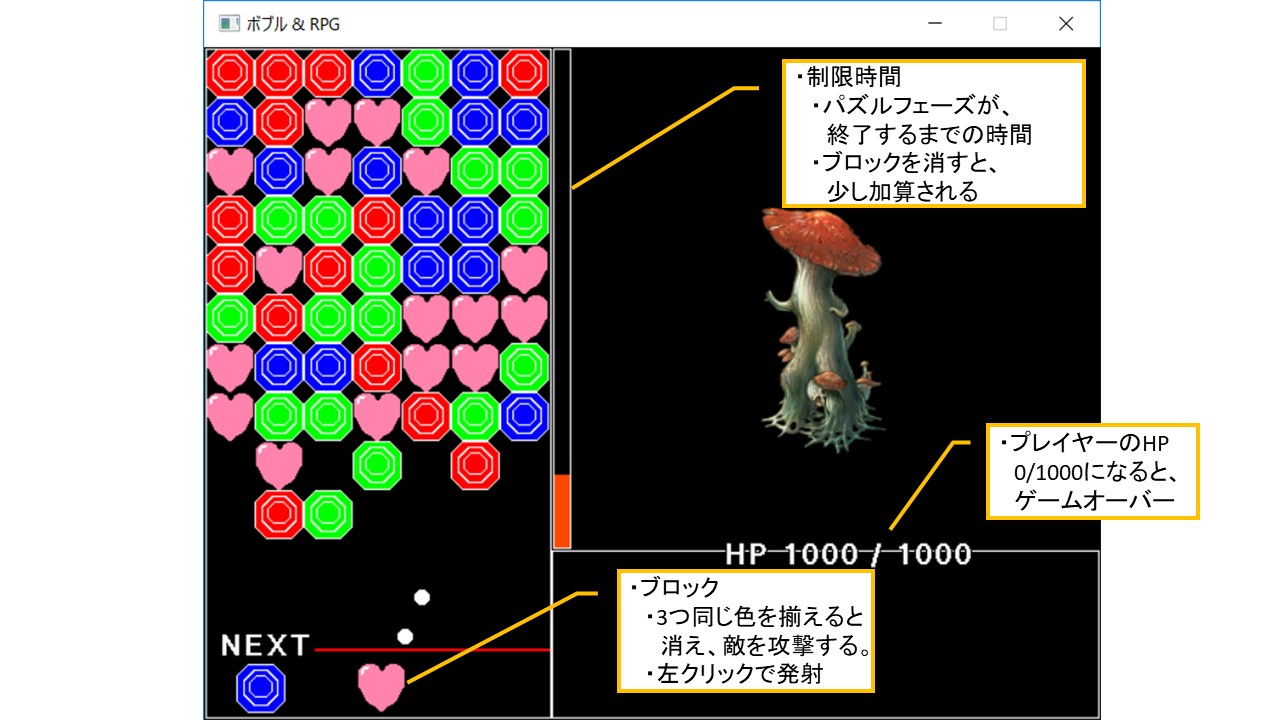 ボブル & RPG
・制限時間
・パズルフェーズが、
終了するまでの時間
・ブロックを消すと、
少し加算される
・プレイヤーのHP
0/1000になると、
ゲームオーバー
HP 1000 / 1000
・ブロック
・3つ同じ色を揃えると
消え、敵を攻撃する。
・左クリックで発射
NEXT